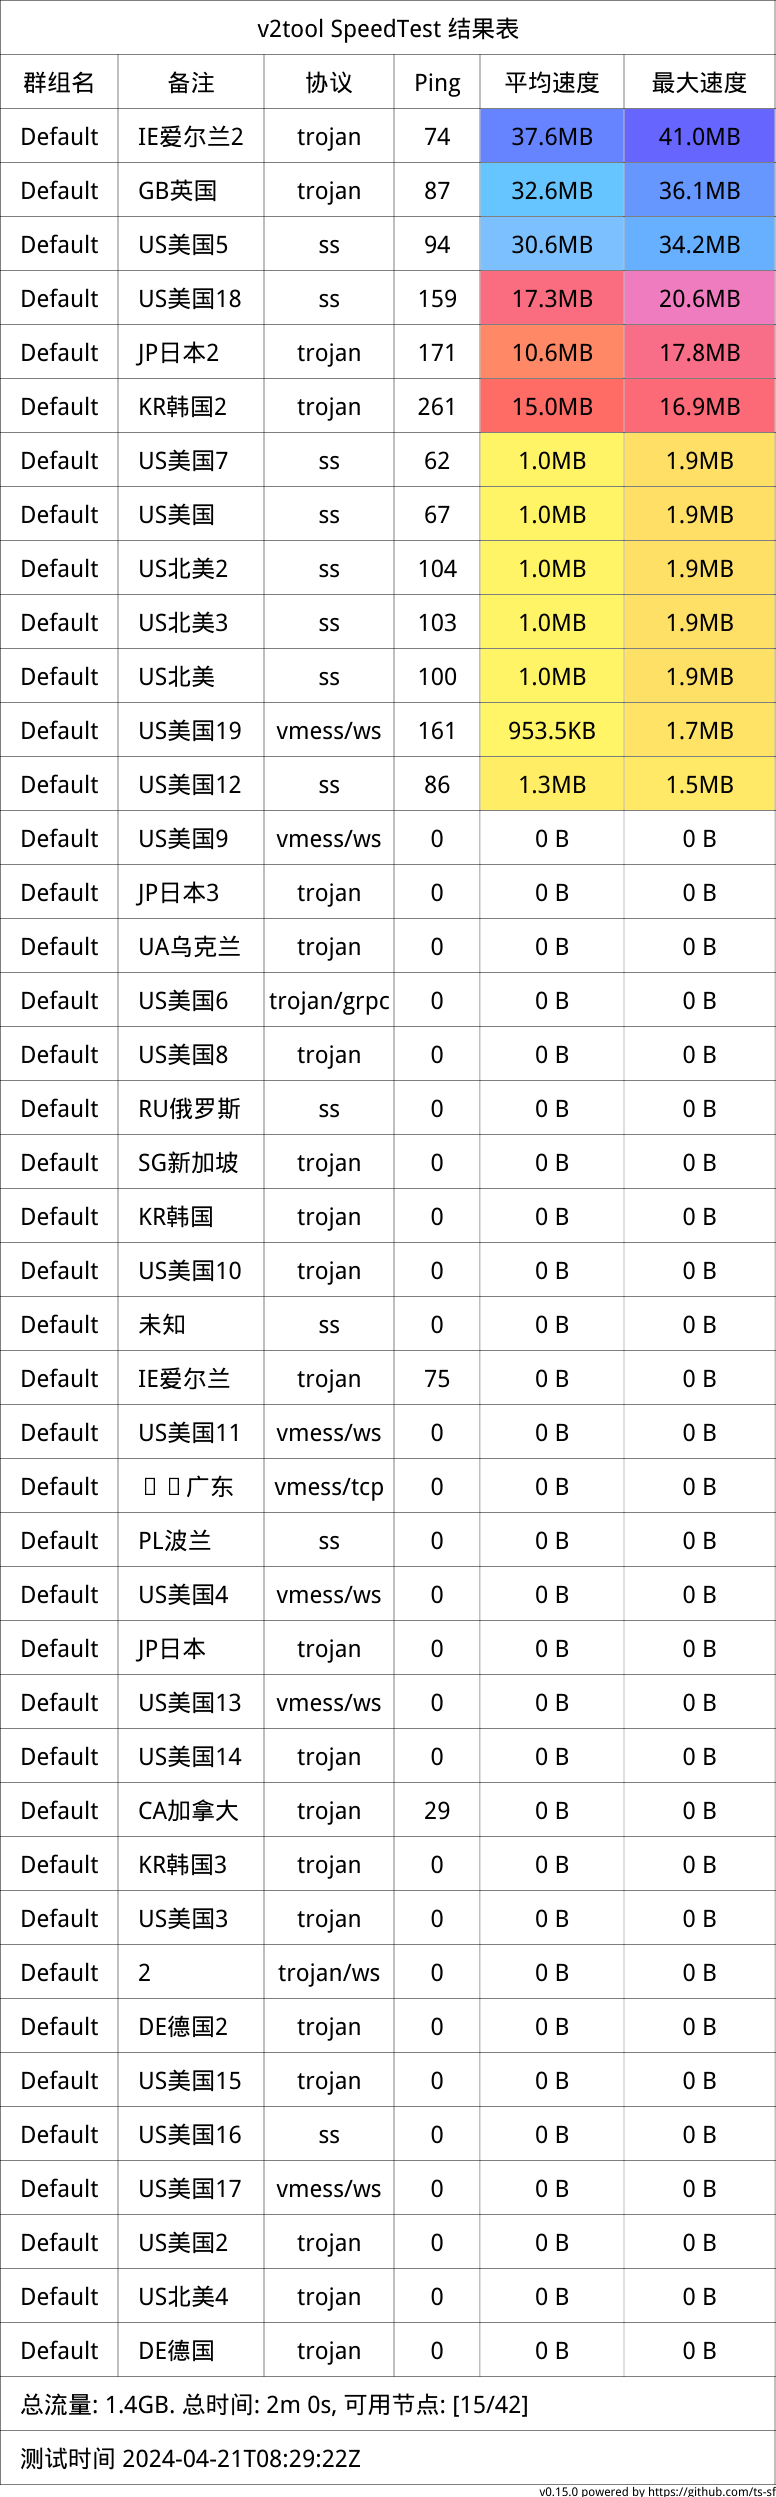 v2tool SpeedTest 结果表
群组名 备注 协议 Ping 平均速度 最大速度
Default IE爱尔兰2 trojan 74 37.6MB 41.0MB
Default GB英国 trojan 87 32.6MB 36.1MB
Default US美国5 ss 94 30.6MB 34.2MB
Default US美国18 ss 159 17.3MB 20.6MB
Default JP日本2 trojan 171 10.6MB 17.8MB
Default KR韩国2 trojan 261 15.0MB 16.9MB
Default US美国7 ss 62 1.0MB 1.9MB
Default US美国 ss 67 1.0MB 1.9MB
Default US北美2 ss 104 1.0MB 1.9MB
Default US北美3 ss 103 1.0MB 1.9MB
Default US北美 ss 100 1.0MB 1.9MB
Default US美国19 vmess/ws 161 953.5KB 1.7MB
Default US美国12 ss 86 1.3MB 1.5MB
Default US美国9 vmess/ws 0 0 B 0 B
Default JP日本3 trojan 0 0 B 0 B
Default UA乌克兰 trojan 0 0 B 0 B
Default US美国6 trojan/grpc 0 0 B 0 B
Default US美国8 trojan 0 0 B 0 B
Default RU俄罗斯 ss 0 0 B 0 B
Default SG新加坡 trojan 0 0 B 0 B
Default KR韩国 trojan 0 0 B 0 B
Default US美国10 trojan 0 0 B 0 B
Default 未知 ss 0 0 B 0 B
Default IE爱尔兰 trojan 75 0 B 0 B
Default US美国11 vmess/ws 0 0 B 0 B
Default 广东 vmess/tcp 0 0 B 0 B
Default PL波兰 ss 0 0 B 0 B
Default US美国4 vmess/ws 0 0 B 0 B
Default JP日本 trojan 0 0 B 0 B
Default US美国13 vmess/ws 0 0 B 0 B
Default US美国14 trojan 0 0 B 0 B
Default CA加拿大 trojan 29 0 B 0 B
Default KR韩国3 trojan 0 0 B 0 B
Default US美国3 trojan 0 0 B 0 B
Default 2 trojan/ws 0 0 B 0 B
Default DE德国2 trojan 0 0 B 0 B
Default US美国15 trojan 0 0 B 0 B
Default US美国16 ss 0 0 B 0 B
Default US美国17 vmess/ws 0 0 B 0 B
Default US美国2 trojan 0 0 B 0 B
Default US北美4 trojan 0 0 B 0 B
Default DE德国 trojan 0 0 B 0 B
总流量: 1.4GB. 总时间: 2m 0s, 可用节点: [15/42]
测试时间 2024-04-21T08:29:22Z
v0.15.0 powered by https://github.com/ts-sf